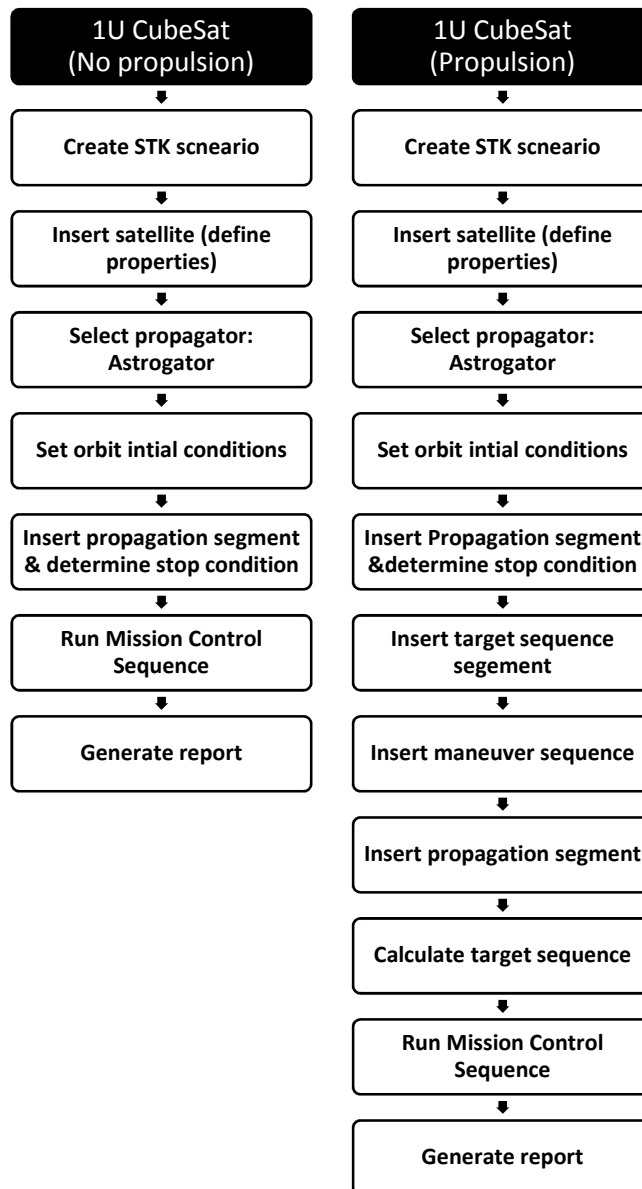 1U CubeSat
(No propulsion)
Create STK scneario
Insert satellite (define
properties)
Select propagator:
Astrogator
Set orbit intial conditions
Insert propagation segment
& determine stop condition
Run Mission Control
Sequence
Generate report
1U CubeSat
(Propulsion)
Create STK scneario
Insert satellite (define
properties)
Select propagator:
Astrogator
Set orbit intial conditions
Insert Propagation segment
&determine stop condition
Insert target sequence
segement
Insert maneuver sequence
Insert propagation segment
Calculate target sequence
Run Mission Control
Sequence
Generate report